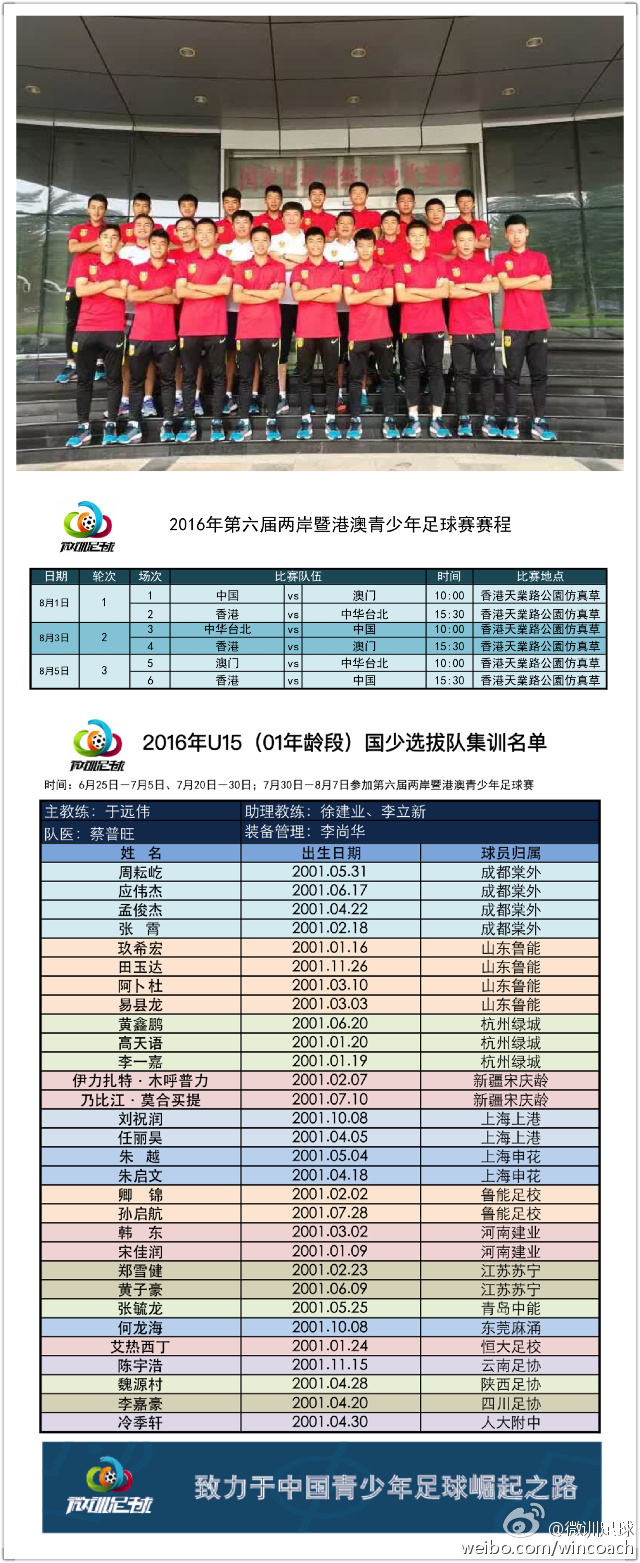 微训足球
2016年第六届两岸暨港澳青少年足球赛赛程
日期 轮次 场次 比赛队伍 时间 比赛地点
8月1日 1 1 中国 vs 澳门 10:00 香港天業路公園仿真草
2 香港 vs 中华台北 15:30 香港天業路公園仿真草
8月3日 2 3 中华台北 vs 中国 10:00 香港天業路公園仿真草
4 香港 vs 澳门 15:30 香港天業路公園仿真草
8月5日 3 5 澳门 vs 中华台北 10:00 香港天業路公園仿真草
6 香港 vs 中国 15:30 香港天業路公園仿真草
微训足球
2016年U15（01年龄段）国少选拔队集训名单
时间：6月25日－7月5日、7月20日－30日；7月30日－8月7日参加第六届两岸暨港澳青少年足球赛
主教练：于远伟 助理教练：徐建业、李立新
队医：蔡普旺 装备管理：李尚华
姓 名 出生日期 球员归属
周耘屹 2001.05.31 成都棠外
应伟杰 2001.06.17 成都棠外
孟俊杰 2001.04.22 成都棠外
张 霄 2001.02.18 成都棠外
玖希宏 2001.01.16 山东鲁能
田玉达 2001.11.26 山东鲁能
阿卜杜 2001.03.10 山东鲁能
易县龙 2001.03.03 山东鲁能
黄鑫鹏 2001.06.20 杭州绿城
高天语 2001.01.20 杭州绿城
李一嘉 2001.01.19 杭州绿城
伊力扎特·木呼普力 2001.02.07 新疆宋庆龄
乃比江·莫合买提 2001.07.10 新疆宋庆龄
刘祝润 2001.10.08 上海上港
任丽昊 2001.04.05 上海上港
朱 越 2001.05.04 上海申花
朱启文 2001.04.18 上海申花
卿 锦 2001.02.02 鲁能足校
孙启航 2001.07.28 鲁能足校
韩 东 2001.03.02 河南建业
宋佳润 2001.01.09 河南建业
郑雪健 2001.02.23 江苏苏宁
黄子豪 2001.06.09 江苏苏宁
张毓龙 2001.05.25 青岛中能
何龙海 2001.10.08 东莞麻涌
艾热西丁 2001.01.24 恒大足校
陈宇浩 2001.11.15 云南足协
魏源村 2001.04.28 陕西足协
李嘉豪 2001.04.20 四川足协
冷季轩 2001.04.30 人大附中
微训足球
致力于中国青少年足球崛起之路
@微训足球
weibo.com/wincoach